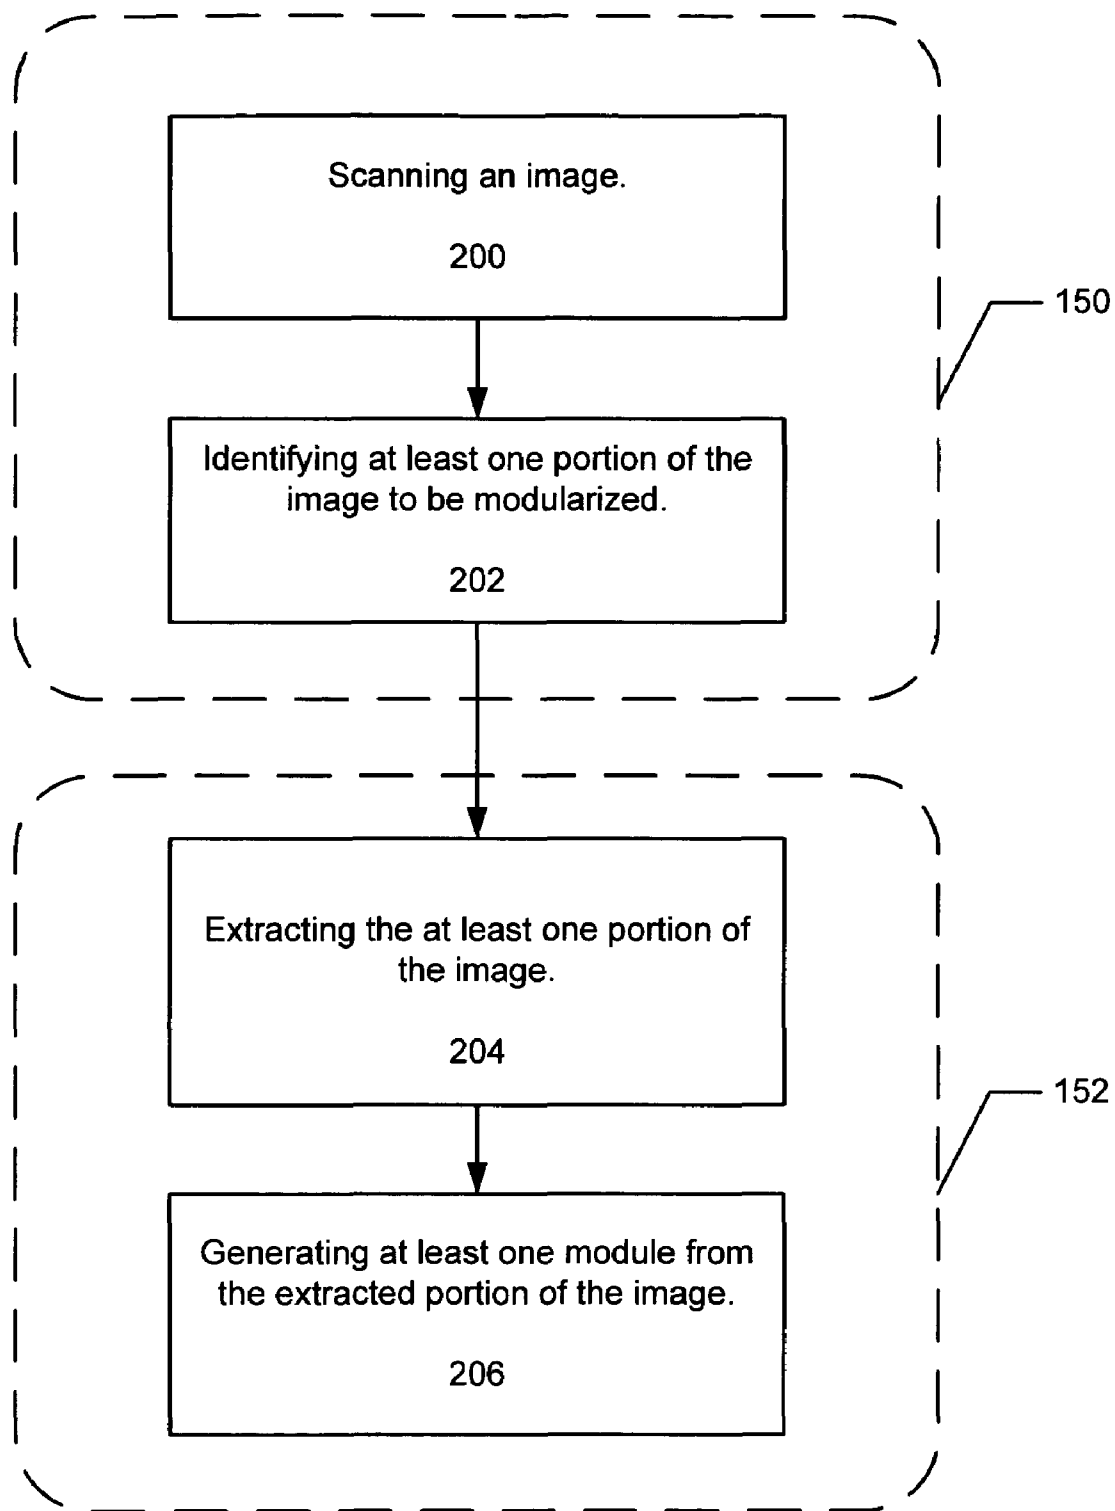 Scanning an image.
200
150
Identifying at least one portion of the
image to be modularized.
202
Extracting the at least one portion of
the image.
204
152
Generating at least one module from
the extracted portion of the image.
206